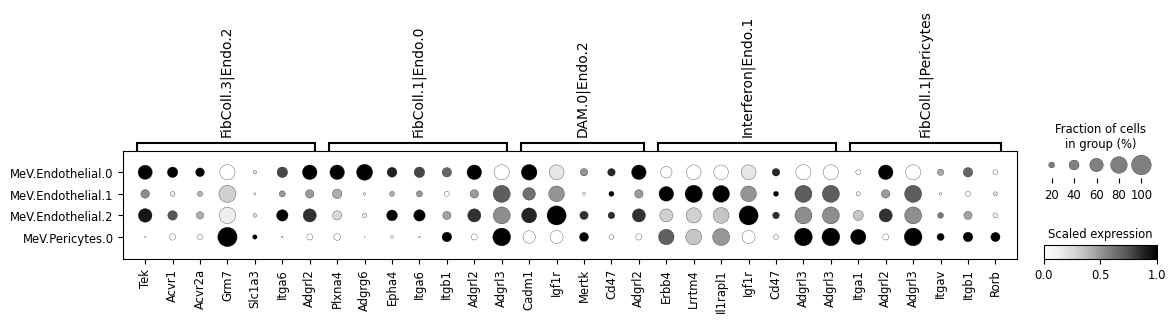 FibColl.3|Endo.2
FibColl.1|Endo.0
DAM.0|Endo.2
Interferon|Endo.1
FibColl.1|Pericytes
MeV.Endothelial.0
MeV.Endothelial.1
MeV.Endothelial.2
MeV.Pericytes.0
Tek
Acvr1
Acvr2a
Grm7
Slc1a3
Itga6
Adgrl2
Plxna4
Adgrg6
Epha4
Itga6
Itgb1
Adgrl2
Adgrl3
Cadm1
Igf1r
Mertk
Cd47
Adgrl2
Erbb4
Lrrtm4
Il1rapl1
Igf1r
Cd47
Adgrl3
Adgrl3
Itga1
Adgrl2
Adgrl3
Itgav
Itgb1
Rorb
Fraction of cells
in group (%)
20 40 60 80 100
Scaled expression
0.0 0.5 1.0